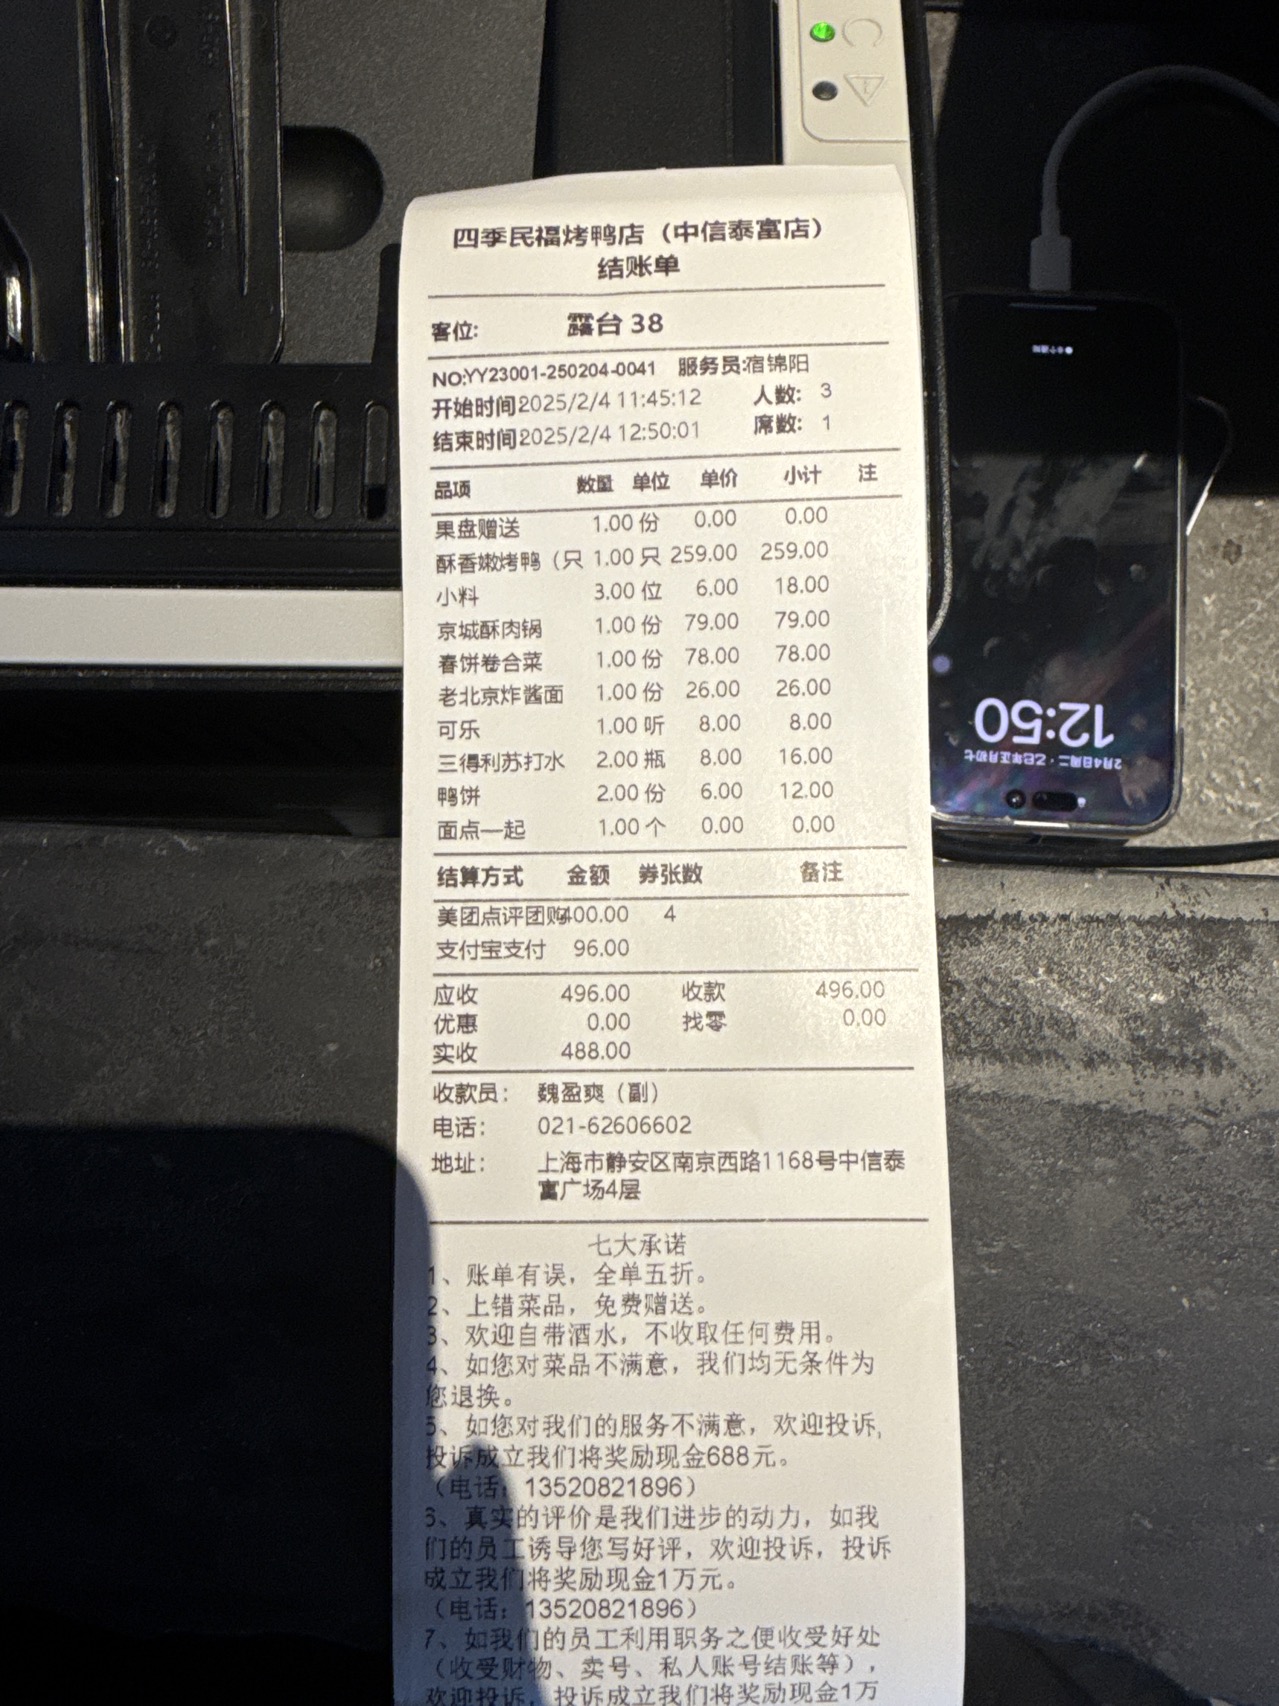 四季民福烤鸭店（中信泰富店）
结账单
客位: 露台 38
NO:YY23001-250204-0041 服务员:宿锦阳
开始时间2025/2/4 11:45:12 人数: 3
结束时间2025/2/4 12:50:01 席数: 1
品项 数量 单位 单价 小计 注
果盘赠送 1.00 份 0.00 0.00
酥香嫩烤鸭（只 1.00 只 259.00 259.00
小料 3.00 位 6.00 18.00
京城酥肉锅 1.00 份 79.00 79.00
春饼卷合菜 1.00 份 78.00 78.00
老北京炸酱面 1.00 份 26.00 26.00
可乐 1.00 听 8.00 8.00
三得利苏打水 2.00 瓶 8.00 16.00
鸭饼 2.00 份 6.00 12.00
面点一起 1.00 个 0.00 0.00
结算方式 金额 券张数 备注
美团点评团购400.00 4
支付宝支付 96.00
应收 496.00 收款 496.00
优惠 0.00 找零 0.00
实收 488.00
收款员： 魏盈爽（副）
电话： 021-62606602
地址： 上海市静安区南京西路1168号中信泰
富广场4层
七大承诺
1、账单有误，全单五折。
2、上错菜品，免费赠送。
3、欢迎自带酒水，不收取任何费用。
4、如您对菜品不满意，我们均无条件为
您退换。
5、如您对我们的服务不满意，欢迎投诉,
投诉成立我们将奖励现金688元。
（电话：13520821896）
6、真实的评价是我们进步的动力，如我
们的员工诱导您写好评，欢迎投诉，投诉
成立我们将奖励现金1万元。
（电话：13520821896）
7、如我们的员工利用职务之便收受好处
（收受财物、卖号、私人账号结账等），
欢迎投诉，投诉成立我们将奖励现金1万
12:50
2月4日周二·乙巳年正月初七